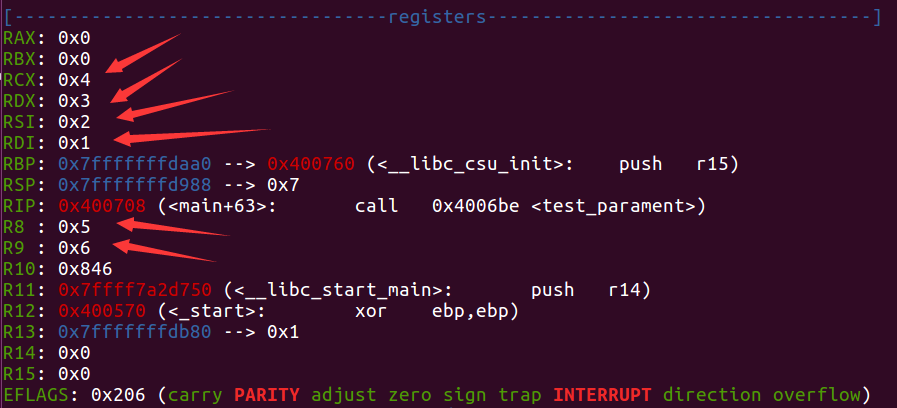 [----------------------------------registers-----------------------------------]
RAX: 0x0
RBX: 0x0
RCX: 0x4
RDX: 0x3
RSI: 0x2
RDI: 0x1
RBP: 0x7fffffffdaa0 --> 0x400760 (<__libc_csu_init>:    push   r15)
RSP: 0x7fffffffd988 --> 0x7
RIP: 0x400708 (<main+63>:       call   0x4006be <test_parament>)
R8 : 0x5
R9 : 0x6
R10: 0x846
R11: 0x7ffff7a2d750 (<__libc_start_main>:       push   r14)
R12: 0x400570 (<_start>:        xor    ebp,ebp)
R13: 0x7fffffffdb80 --> 0x1
R14: 0x0
R15: 0x0
EFLAGS: 0x206 (carry PARITY adjust zero sign trap INTERRUPT direction overflow)